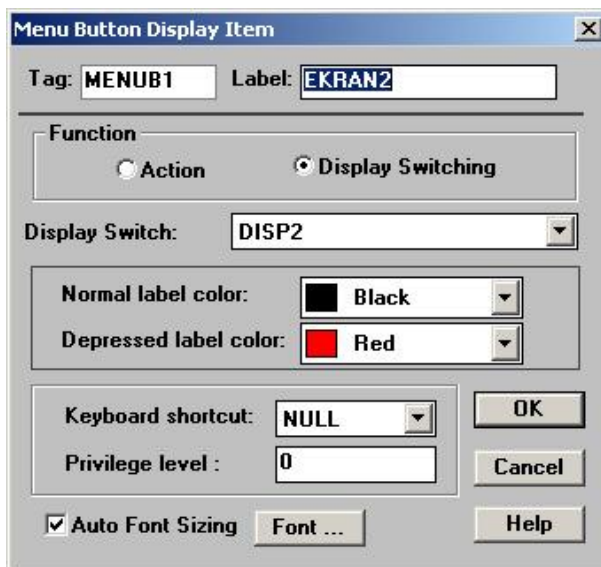 Menu Button Display Item
Tag: MENUB1 Label: EKRAN2
Function
Action Display Switching
Display Switch: DISP2
Normal label color: Black
Depressed label color: Red
Keyboard shortcut: NULL OK
Privilege level : 0 Cancel
Auto Font Sizing Font ... Help